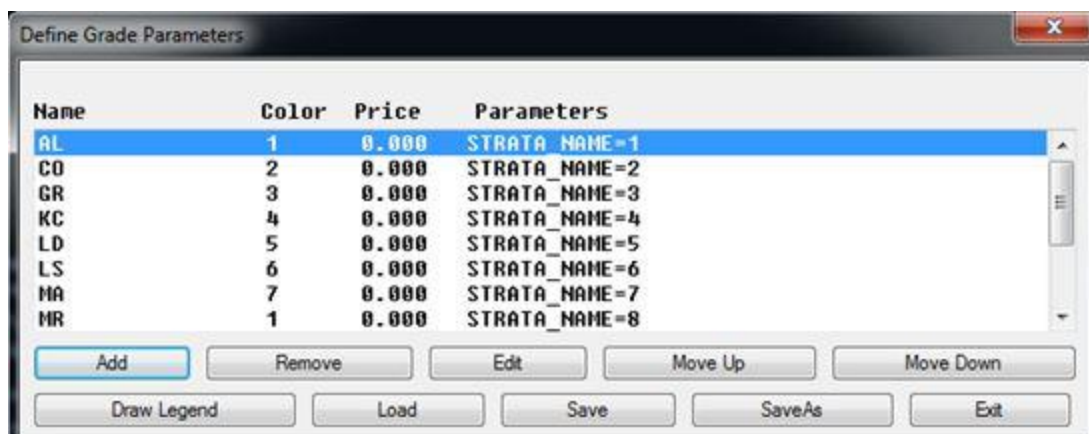 Define Grade Parameters
Name Color Price Parameters
AL 1 0.000 STRATA_NAME=1
CO 2 0.000 STRATA_NAME=2
GR 3 0.000 STRATA_NAME=3
KC 4 0.000 STRATA_NAME=4
LD 5 0.000 STRATA_NAME=5
LS 6 0.000 STRATA_NAME=6
MA 7 0.000 STRATA_NAME=7
MR 1 0.000 STRATA_NAME=8
Add Remove Edit Move Up Move Down
Draw Legend Load Save SaveAs Exit